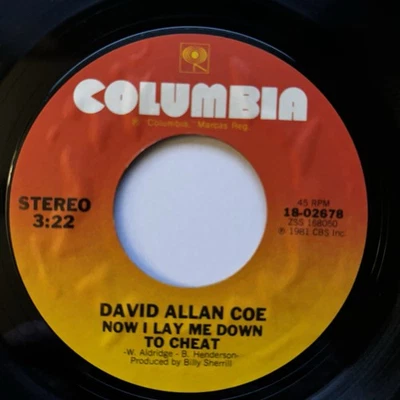 COLUMBIA
® "Columbia," Marcas Reg.
STEREO
3:22
45 RPM
18-02678
ZSS 168050
℗ 1981 CBS Inc.
DAVID ALLAN COE
NOW I LAY ME DOWN
TO CHEAT
-W. Aldridge - B. Henderson-
Produced by Billy Sherrill